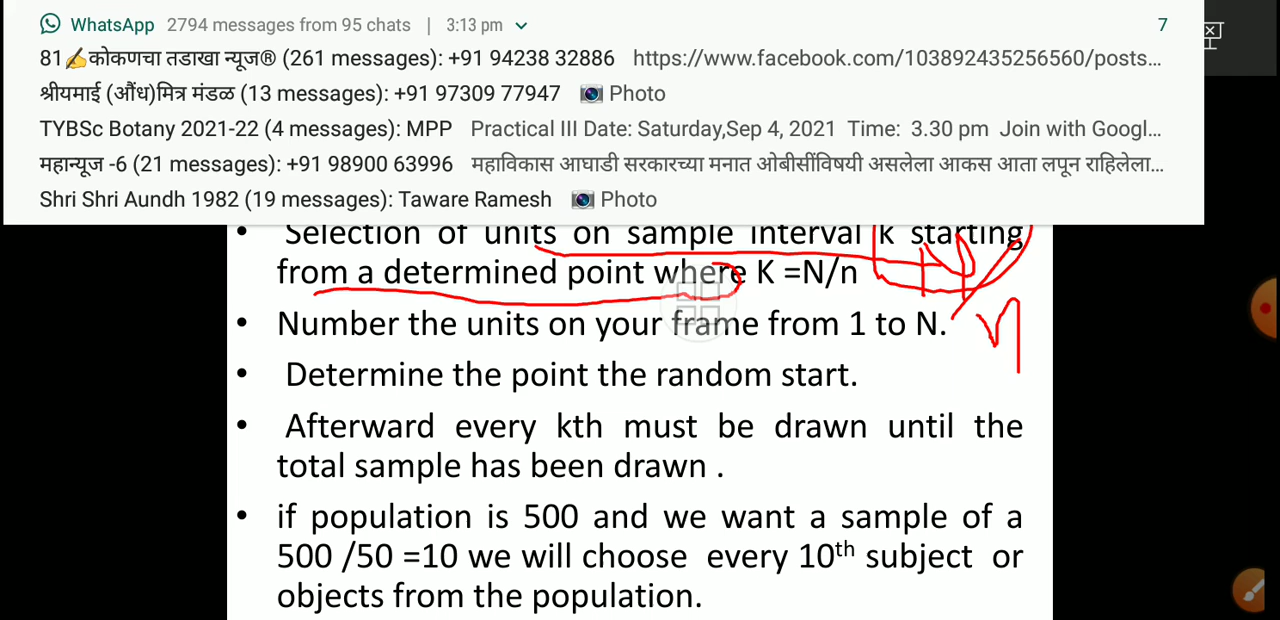 WhatsApp 2794 messages from 95 chats | 3:13 pm 7
81✍कोकणचा तडाखा न्यूज® (261 messages): +91 94238 32886 https://www.facebook.com/103892435256560/posts...
श्रीयमाई (औंध)मित्र मंडळ (13 messages): +91 97309 77947 📷 Photo
TYBSc Botany 2021-22 (4 messages): MPP Practical III Date: Saturday,Sep 4, 2021 Time: 3.30 pm Join with Googl...
महान्यूज -6 (21 messages): +91 98900 63996 महाविकास आघाडी सरकारच्या मनात ओबीसींविषयी असलेला आकस आता लपून राहिलेला...
Shri Shri Aundh 1982 (19 messages): Taware Ramesh 📷 Photo
• Selection of units on sample interval k starting
from a determined point where K =N/n
• Number the units on your frame from 1 to N.
• Determine the point the random start.
• Afterward every kth must be drawn until the
total sample has been drawn .
• if population is 500 and we want a sample of a
500 /50 =10 we will choose every 10th subject or
objects from the population.